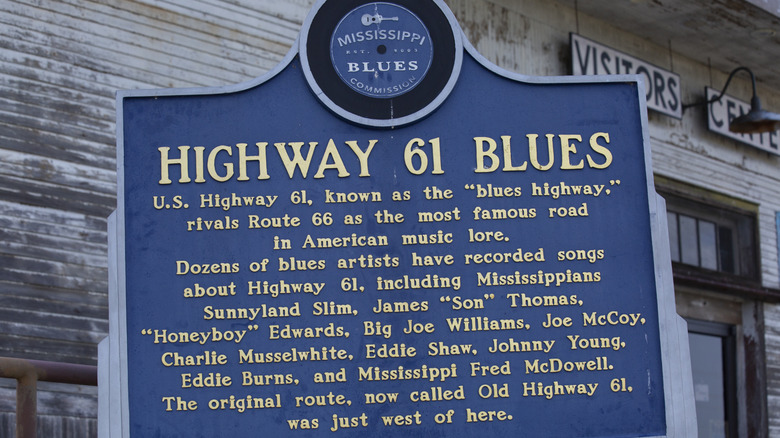 MISSISSIPPI
EST. 2003
BLUES
COMMISSION
VISITORS
CENTE
HIGHWAY 61 BLUES
U.S. Highway 61, known as the “blues highway,”
rivals Route 66 as the most famous road
in American music lore.
Dozens of blues artists have recorded songs
about Highway 61, including Mississippians
Sunnyland Slim, James “Son” Thomas,
“Honeyboy” Edwards, Big Joe Williams, Joe McCoy,
Charlie Musselwhite, Eddie Shaw, Johnny Young,
Eddie Burns, and Mississippi Fred McDowell.
The original route, now called Old Highway 61,
was just west of here.